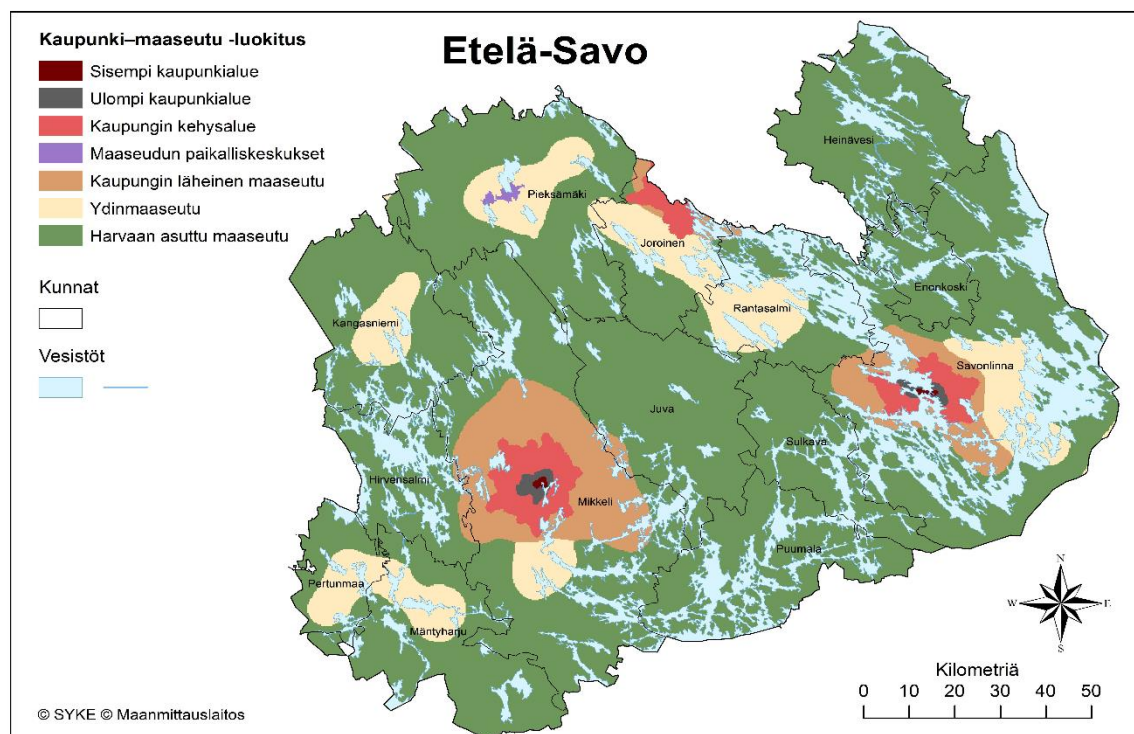 Etelä-Savo
Kaupunki–maaseutu -luokitus
Sisempi kaupunkialue
Ulompi kaupunkialue
Kaupungin kehysalue
Maaseudun paikalliskeskukset
Kaupungin läheinen maaseutu
Ydinmaaseutu
Harvaan asuttu maaseutu
Kunnat
Vesistöt
Heinävesi
Pieksämäki
Joroinen
Enonkoski
Rantasalmi
Kangasniemi
Savonlinna
Juva
Sulkava
Hirvensalmi
Mikkeli
Puumala
Pertunmaa
Mäntyharju
N
W E
S
Kilometriä
0 10 20 30 40 50
© SYKE © Maanmittauslaitos